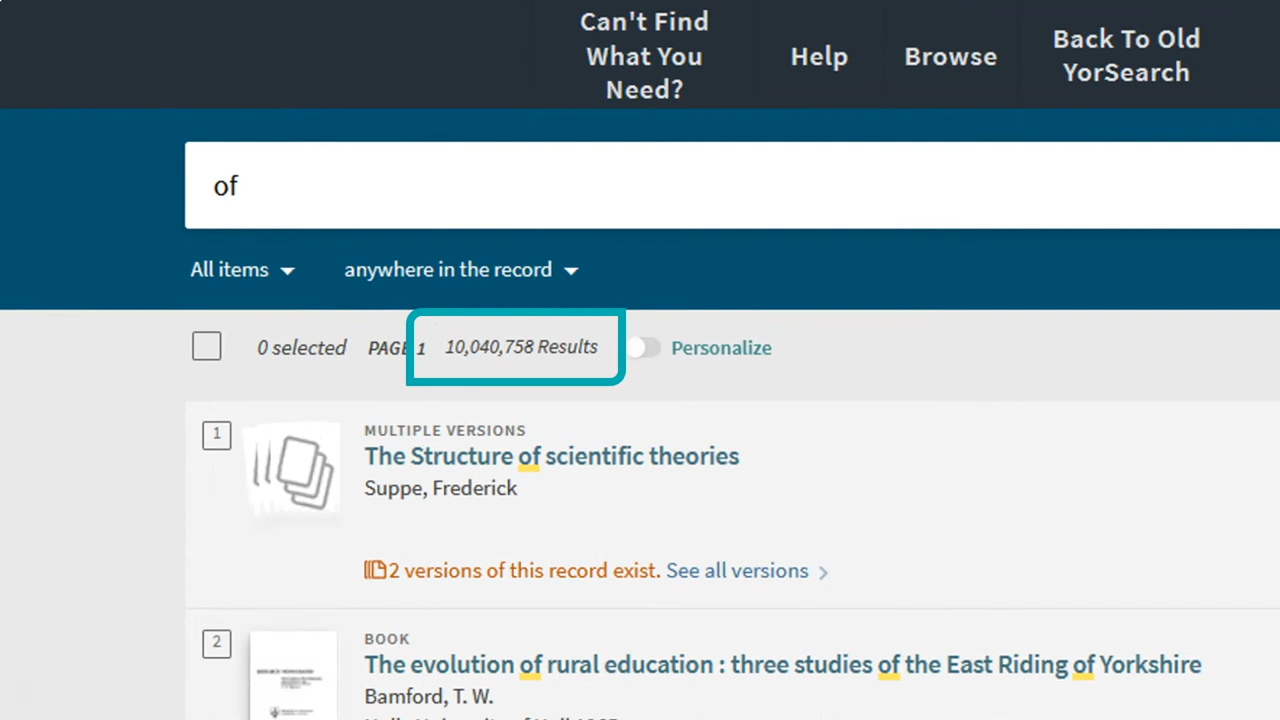 Can't Find
What You
Need?
Help
Browse
Back To Old
YorSearch
of
All items
anywhere in the record
0 selected PAGE 1 10,040,758 Results Personalize
1
MULTIPLE VERSIONS
The Structure of scientific theories
Suppe, Frederick
2 versions of this record exist. See all versions
2
BOOK
The evolution of rural education : three studies of the East Riding of Yorkshire
Bamford, T. W.